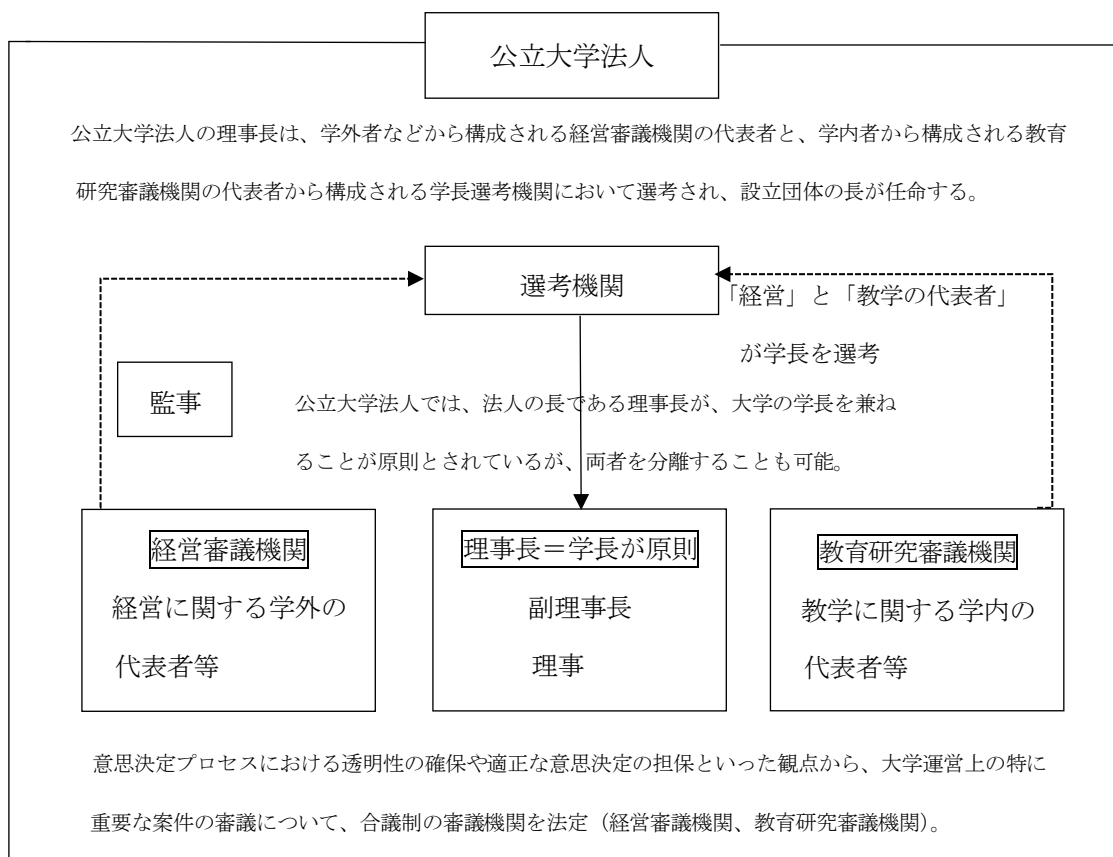 公立大学法人
公立大学法人の理事長は、学外者などから構成される経営審議機関の代表者と、学内者から構成される教育
研究審議機関の代表者から構成される学長選考機関において選考され、設立団体の長が任命する。
選考機関
「経営」と「教学の代表者」
が学長を選考
監事
公立大学法人では、法人の長である理事長が、大学の学長を兼ね
ることが原則とされているが、両者を分離することも可能。
経営審議機関
経営に関する学外の
代表者等
理事長＝学長が原則
副理事長
理事
教育研究審議機関
教学に関する学内の
代表者等
意思決定プロセスにおける透明性の確保や適正な意思決定の担保といった観点から、大学運営上の特に
重要な案件の審議について、合議制の審議機関を法定（経営審議機関、教育研究審議機関）。